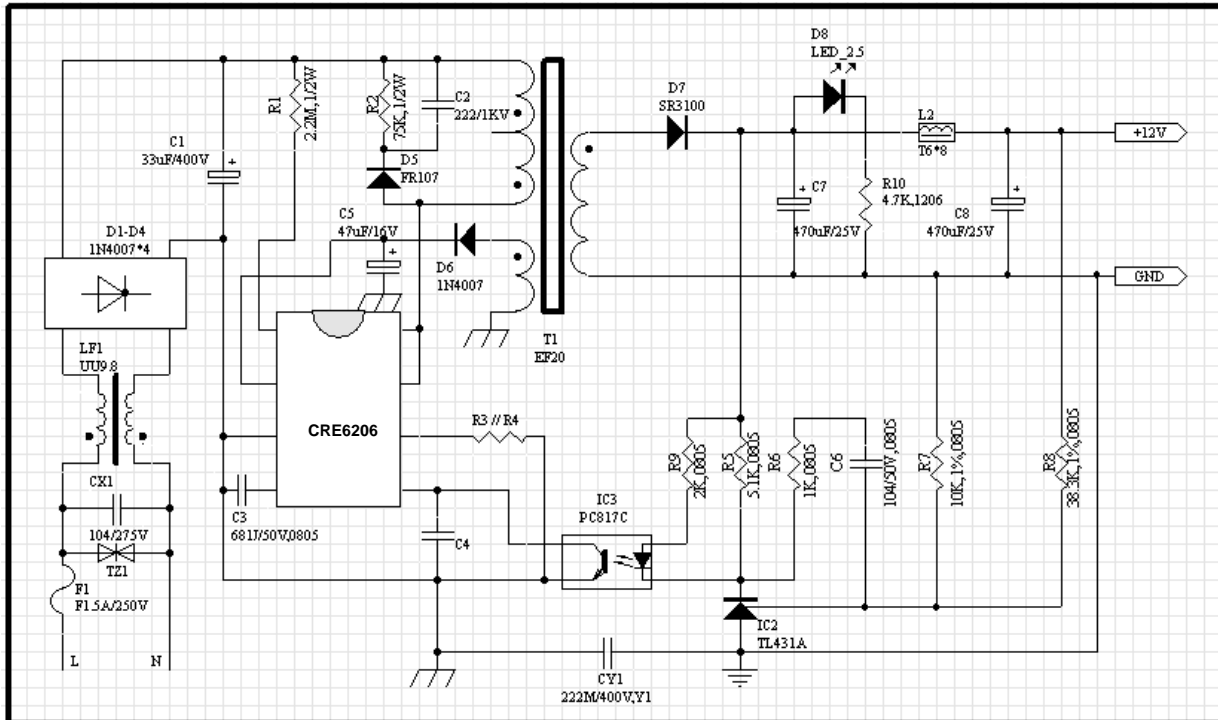 D8
LED_2.5
D7
SR3100
L2
T6*8
+12V
R1
2.2M,1/2W
R2
75K,1/2W
C2
222/1KV
C1
33uF/400V
+
D5
FR107
C5
47uF/16V
+
D6
1N4007
D1-D4
1N4007*4
+
C7
470uF/25V
R10
4.7K,1206
C8
470uF/25V
+
GND
T1
EF20
LF1
UU9.8
CRE6206
R3 // R4
R9
2K,0805
R5
5.1K,0805
R6
1K,0805
C6
104/50V,0805
R7
10K,1%,0805
R8
38.3K,1%,0805
CX1
104/275V
TZ1
C3
681J/50V,0805
C4
IC3
PC817C
F1
F1.5A/250V
IC2
TL431A
L
N
CY1
222M/400V,Y1